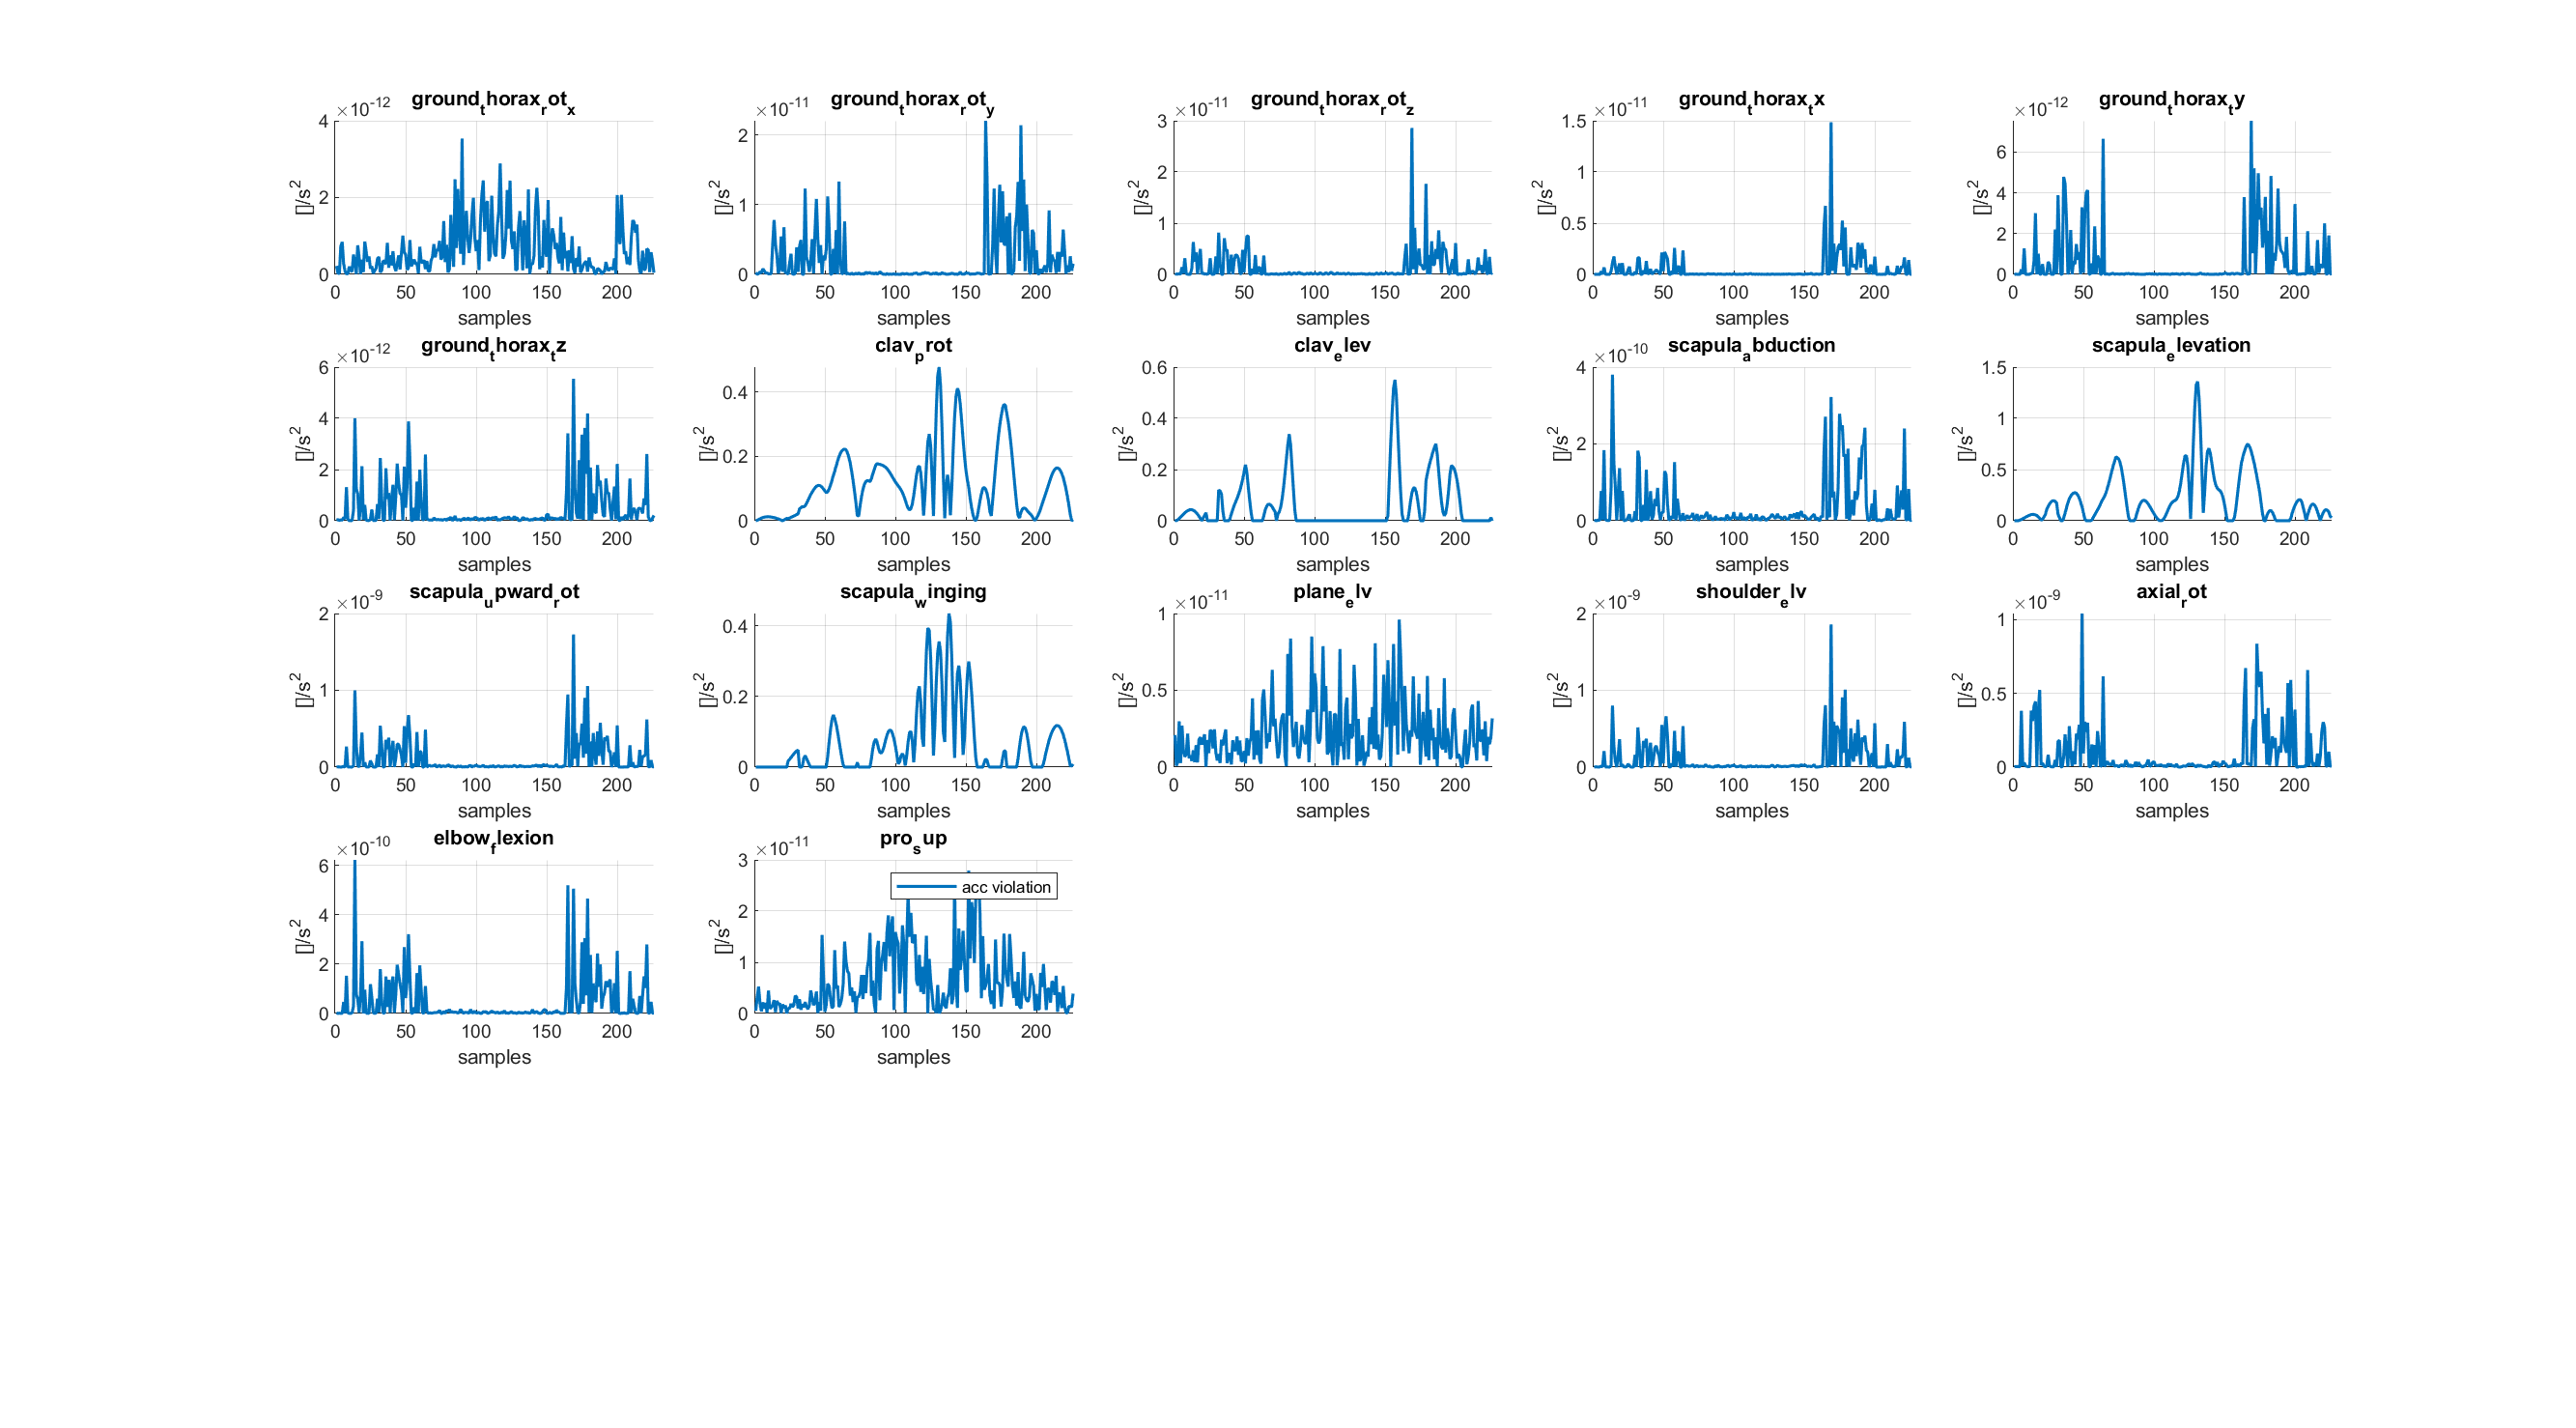 ×10-12 ground_thorax_rot_x
4
2
0
[]/s2
0 50 100 150 200
samples
×10-11 ground_thorax_rot_y
2
1
0
[]/s2
0 50 100 150 200
samples
×10-11 ground_thorax_rot_z
3
2
1
0
[]/s2
0 50 100 150 200
samples
×10-11 ground_thorax_tx
1.5
1
0.5
0
[]/s2
0 50 100 150 200
samples
×10-12 ground_thorax_ty
6
4
2
0
[]/s2
0 50 100 150 200
samples
×10-12 ground_thorax_tz
6
4
2
0
[]/s2
0 50 100 150 200
samples
clav_prot
0.4
0.2
0
[]/s2
0 50 100 150 200
samples
clav_elev
0.6
0.4
0.2
0
[]/s2
0 50 100 150 200
samples
×10-10 scapula_abduction
4
2
0
[]/s2
0 50 100 150 200
samples
scapula_elevation
1.5
1
0.5
0
[]/s2
0 50 100 150 200
samples
×10-9 scapula_upward_rot
2
1
0
[]/s2
0 50 100 150 200
samples
scapula_winging
0.4
0.2
0
[]/s2
0 50 100 150 200
samples
×10-11 plane_elv
1
0.5
0
[]/s2
0 50 100 150 200
samples
×10-9 shoulder_elv
2
1
0
[]/s2
0 50 100 150 200
samples
×10-9 axial_rot
1
0.5
0
[]/s2
0 50 100 150 200
samples
×10-10 elbow_flexion
6
4
2
0
[]/s2
0 50 100 150 200
samples
×10-11 pro_sup
3
2
1
0
[]/s2
acc violation
0 50 100 150 200
samples